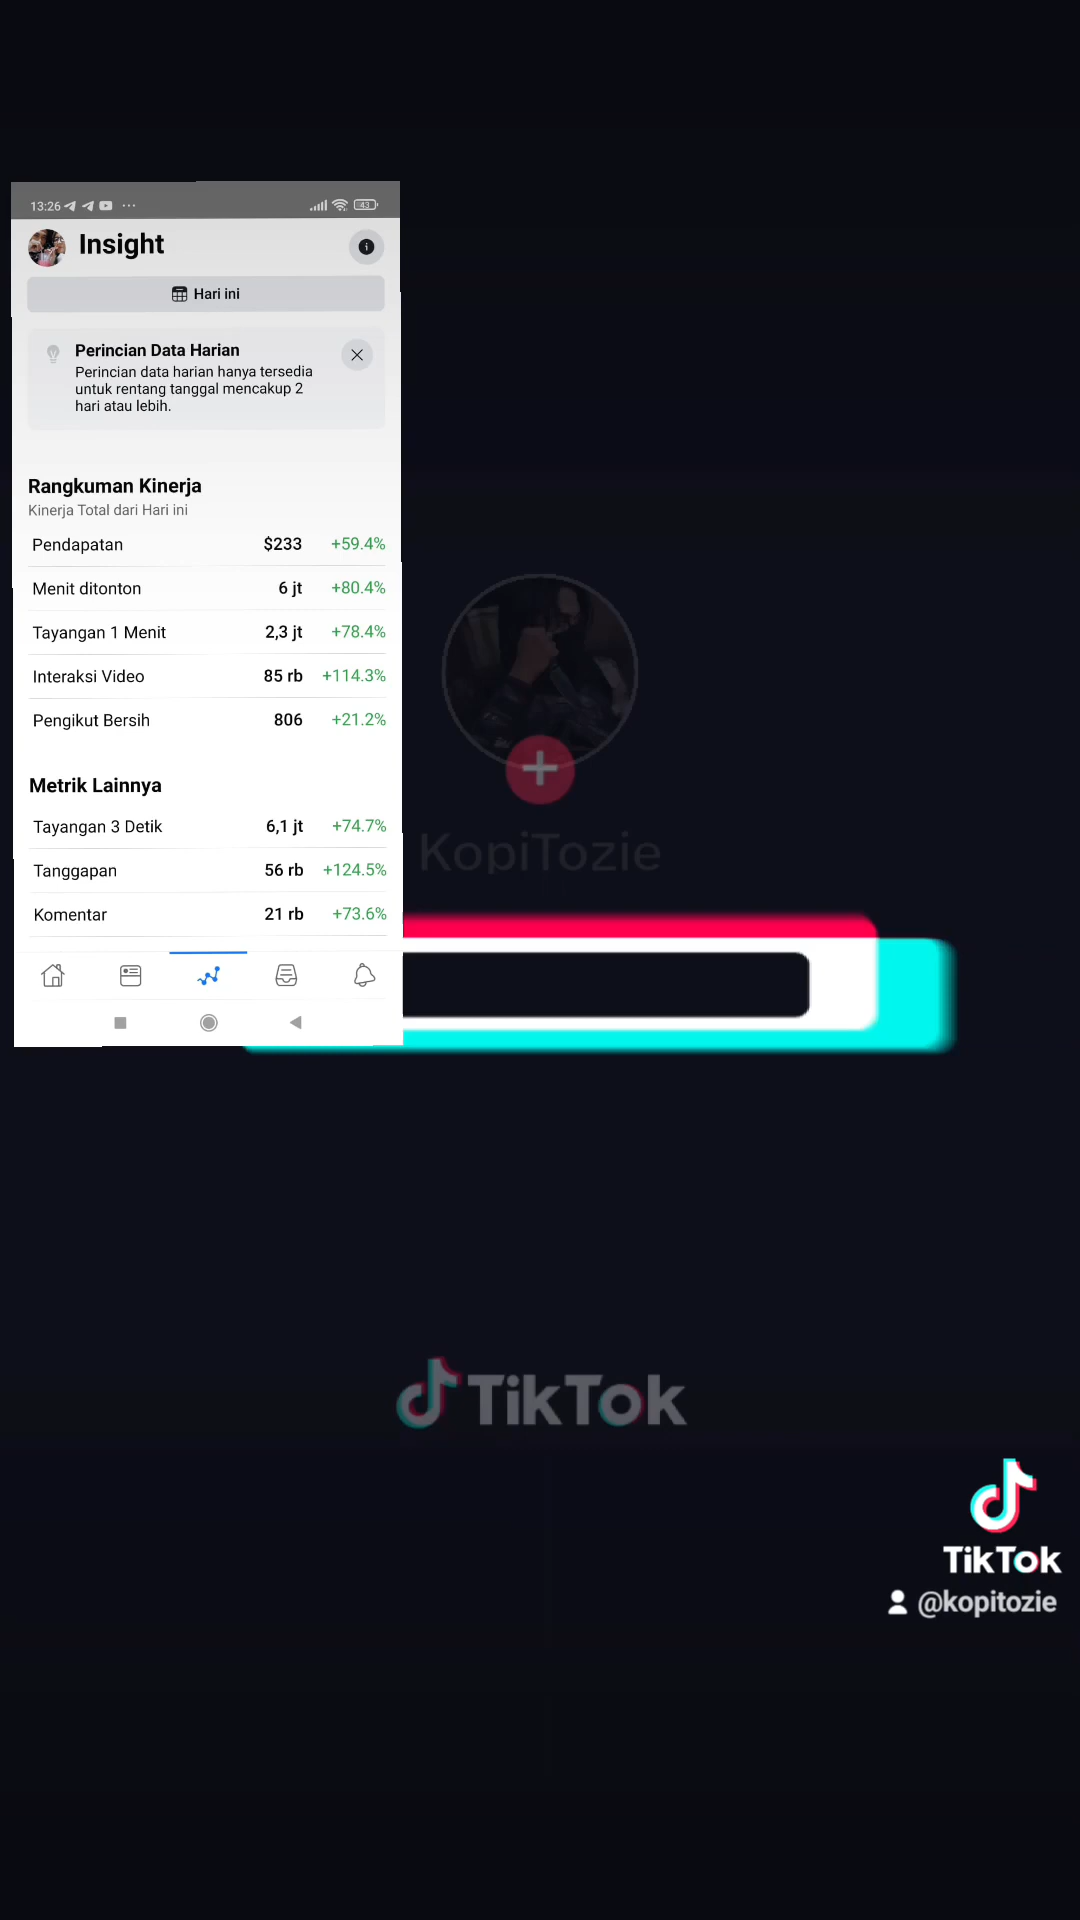 13:26
43
Insight
Hari ini
Perincian Data Harian
Perincian data harian hanya tersedia
untuk rentang tanggal mencakup 2
hari atau lebih.
Rangkuman Kinerja
Kinerja Total dari Hari ini
Pendapatan $233 +59.4%
Menit ditonton 6 jt +80.4%
Tayangan 1 Menit 2,3 jt +78.4%
Interaksi Video 85 rb +114.3%
Pengikut Bersih 806 +21.2%
Metrik Lainnya
Tayangan 3 Detik 6,1 jt +74.7%
Tanggapan 56 rb +124.5%
Komentar 21 rb +73.6%
KopiTozie
TikTok
TikTok
@kopitozie